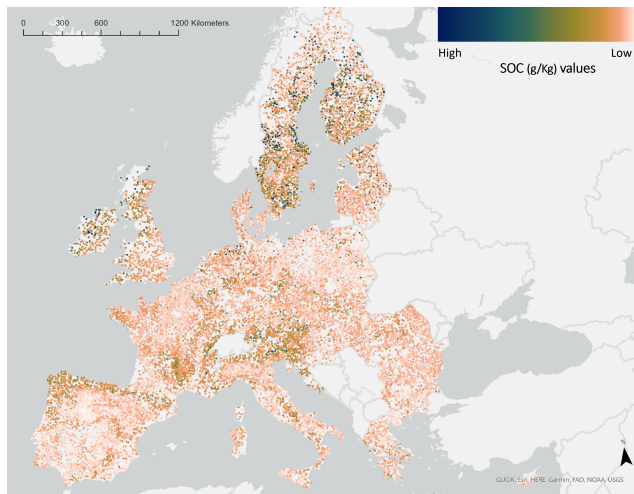 0 300 600 1200 Kilometers
High Low
SOC (g/Kg) values
N
GUGiK, Esri, HERE, Garmin, FAO, NOAA, USGS